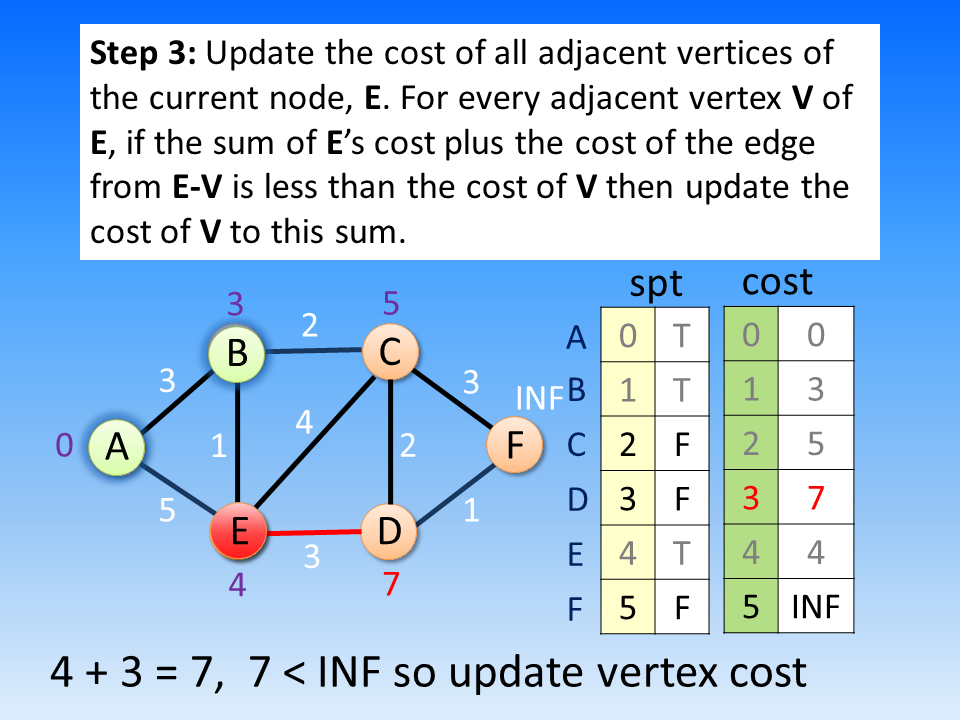 Step 3: Update the cost of all adjacent vertices of
the current node, E. For every adjacent vertex V of
E, if the sum of E’s cost plus the cost of the edge
from E-V is less than the cost of V then update the
cost of V to this sum.
spt cost
3 5
2
B C
3 3 INF
4
0 A 1 2 F
5 1
E D
3
4 7
A 0 T 0 0
B 1 T 1 3
C 2 F 2 5
D 3 F 3 7
E 4 T 4 4
F 5 F 5 INF
4 + 3 = 7, 7 < INF so update vertex cost